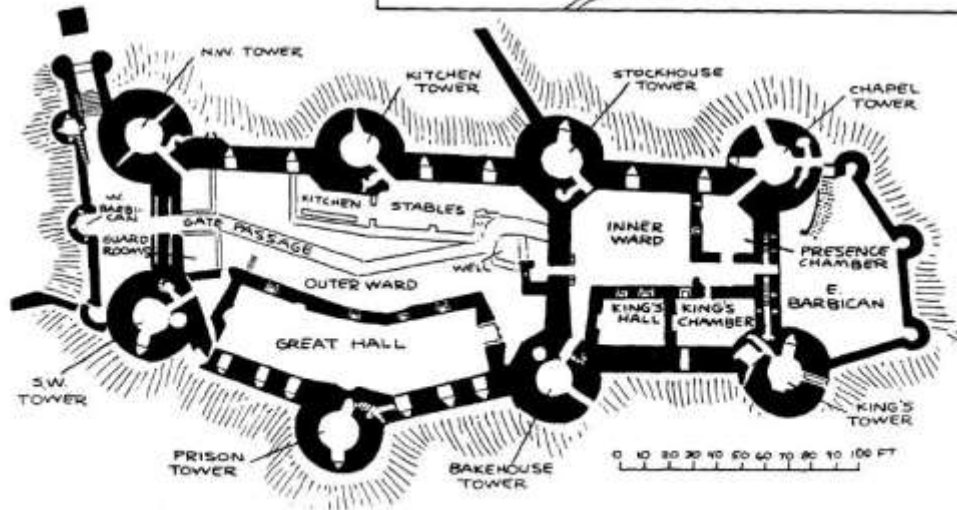 N.W. TOWER
KITCHEN
TOWER
STOCKHOUSE
TOWER
CHAPEL
TOWER
W.
BARBI-
CAN
GUARD
ROOMS
GATE PASSAGE
KITCHEN
STABLES
WELL
OUTER WARD
GREAT HALL
INNER
WARD
PRESENCE
CHAMBER
E.
BARBICAN
KING'S
HALL
KING'S
CHAMBER
S.W.
TOWER
PRISON
TOWER
BAKEHOUSE
TOWER
KING'S
TOWER
0 10 20 30 40 50 60 70 80 90 100 FT